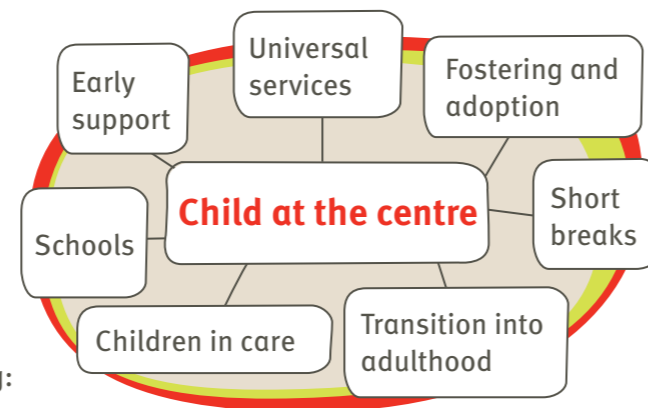 Universal
services
Early
support
Fostering and
adoption
Child at the centre
Short
breaks
Schools
Children in care
Transition into
adulthood